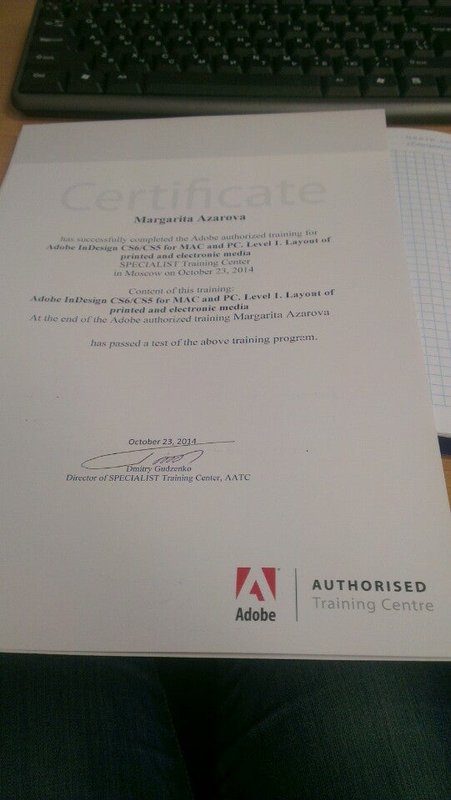 Certificate
Margarita Azarova
has successfully completed the Adobe authorized training for
Adobe InDesign CS6/CS5 for MAC and PC. Level 1. Layout of
printed and electronic media
SPECIALIST Training Center
in Moscow on October 23, 2014
Content of this training:
Adobe InDesign CS6/CS5 for MAC and PC. Level 1. Layout of
printed and electronic media
At the end of the Adobe authorized training Margarita Azarova
has passed a test of the above training program.
October 23, 2014
Dmitry Gudzenko
Director of SPECIALIST Training Center, AATC
Adobe
AUTHORISED
Training Centre